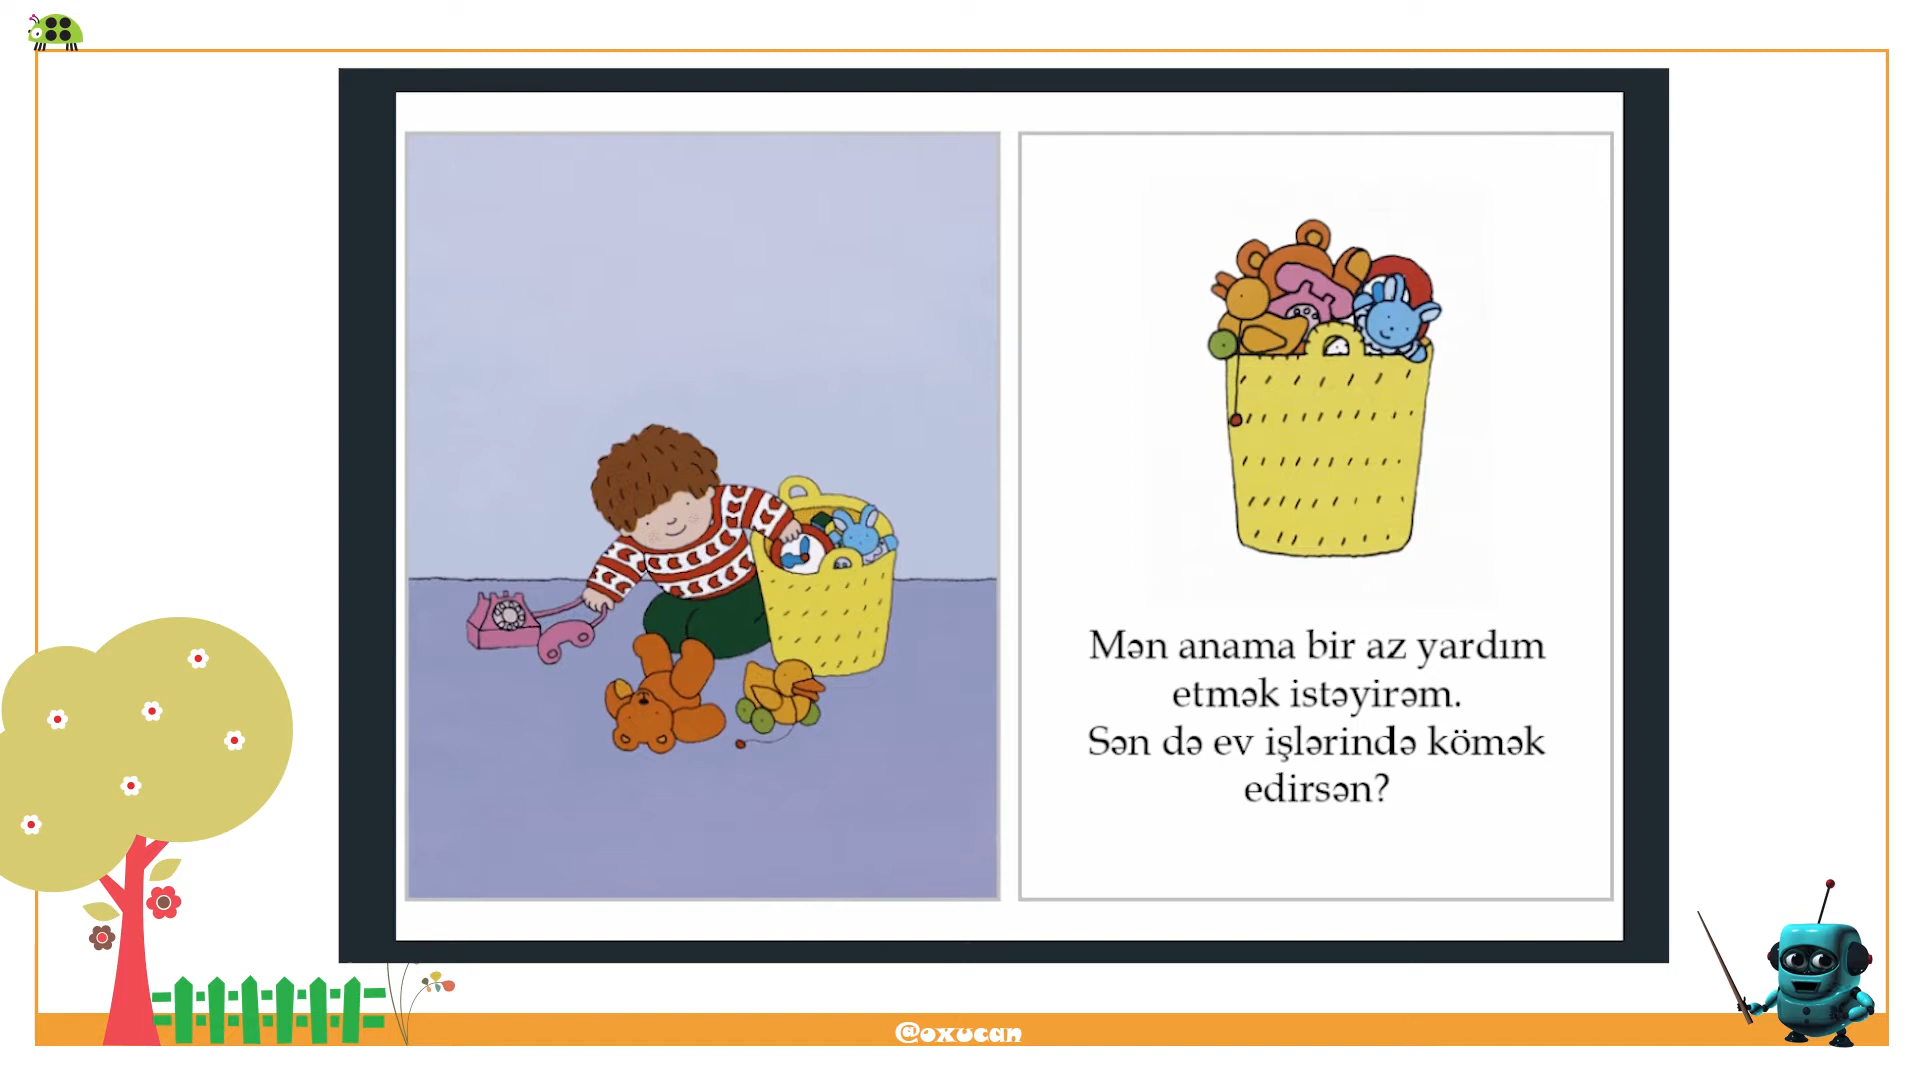 Mən anama bir az yardım
etmək istəyirəm.
Sən də ev işlərində kömək
edirsən?
@oxucan